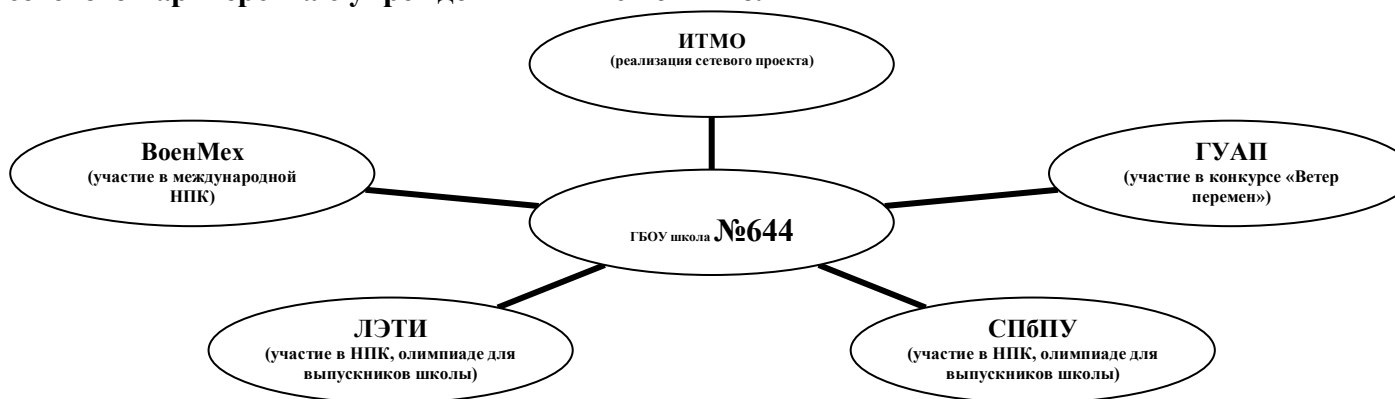 ИТМО
(реализация сетевого проекта)
ВоенМех
(участие в международной
НПК)
ГУАП
(участие в конкурсе «Ветер
перемен»)
ГБОУ школа №644
ЛЭТИ
(участие в НПК, олимпиаде для
выпускников школы)
СПбПУ
(участие в НПК, олимпиаде для
выпускников школы)